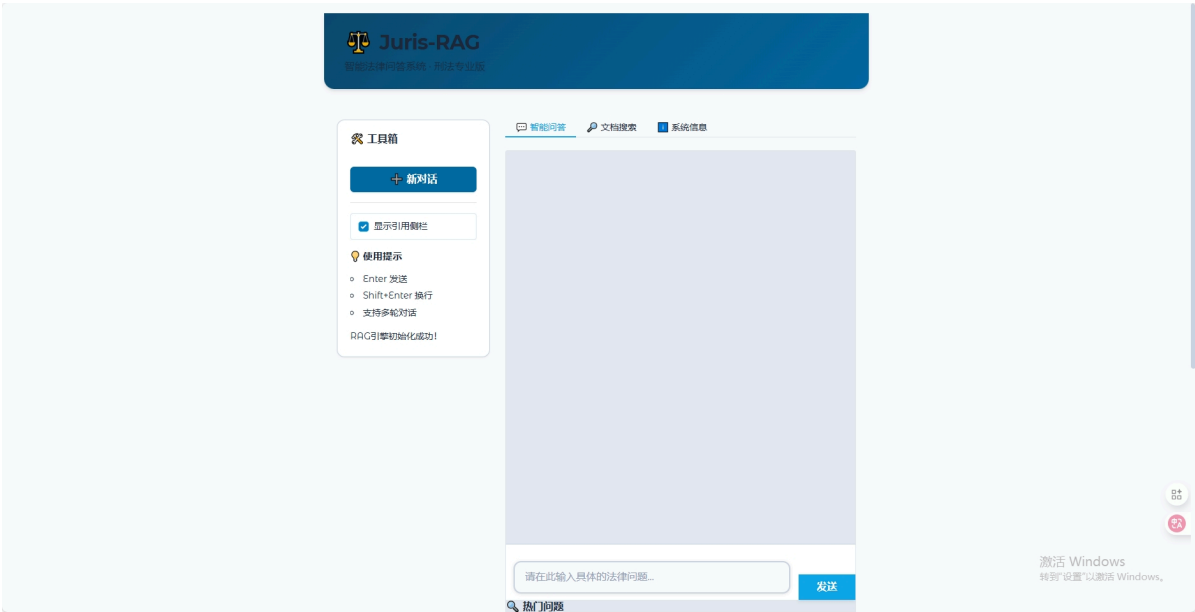 Juris-RAG
智能法律问答系统 - 刑法专业版
工具箱
新对话
显示引用侧栏
使用提示
Enter 发送
Shift+Enter 换行
支持多轮对话
RAG引擎初始化成功!
智能问答
文档搜索
系统信息
请在此输入具体的法律问题...
发送
热门问题
激活 Windows
转到"设置"以激活 Windows。